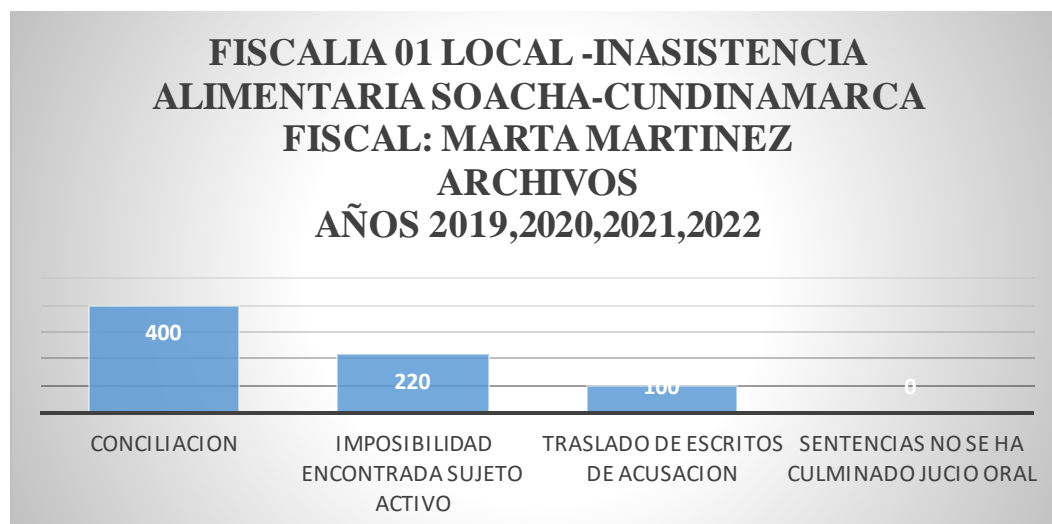 FISCALIA 01 LOCAL -INASISTENCIA
ALIMENTARIA SOACHA-CUNDINAMARCA
FISCAL: MARTA MARTINEZ
ARCHIVOS
AÑOS 2019,2020,2021,2022
400
220
100
0
CONCILIACION
IMPOSIBILIDAD
ENCONTRADA SUJETO
ACTIVO
TRASLADO DE ESCRITOS
DE ACUSACION
SENTENCIAS NO SE HA
CULMINADO JUCIO ORAL